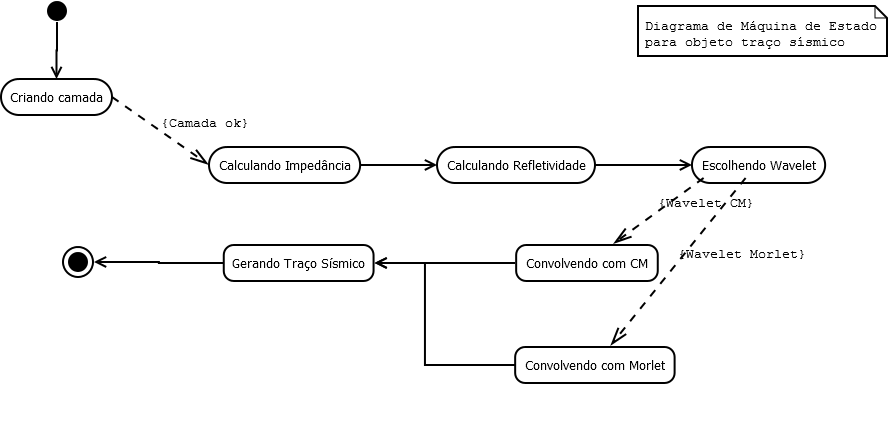 Diagrama de Máquina de Estado
para objeto traço sísmico
Criando camada
{Camada ok}
Calculando Impedância
Calculando Refletividade
Escolhendo Wavelet
{Wavelet CM}
{Wavelet Morlet}
Gerando Traço Sísmico
Convolvendo com CM
Convolvendo com Morlet